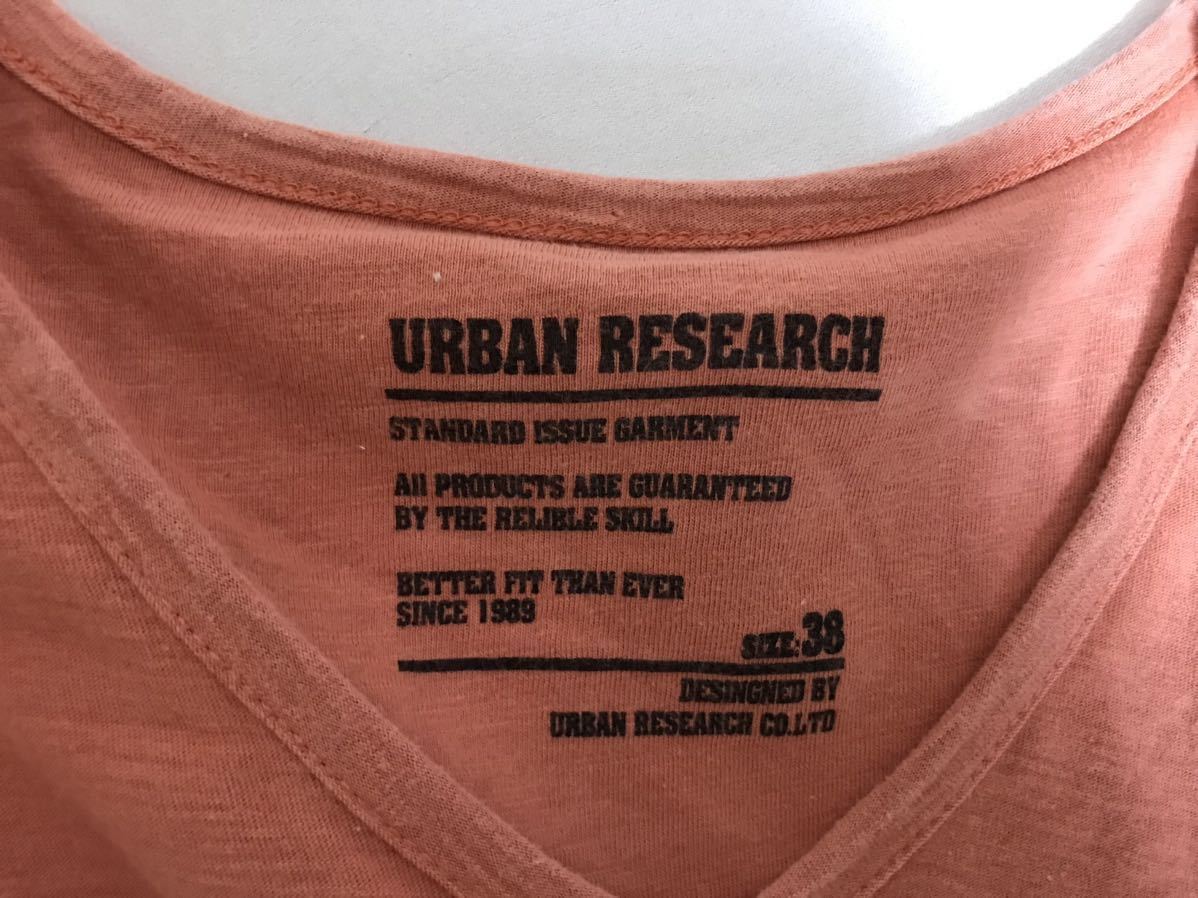 URBAN RESEARCH
STANDARD ISSUE GARMENT
All PRODUCTS ARE GUARANTEED
BY THE RELIBLE SKILL
BETTER FIT THAN EVER
SINCE 1989
SIZE:38
DESINGNED BY
URBAN RESEARCH CO.LTD